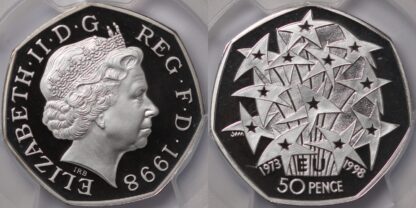 ELIZABETH·II·D·G REG·F·D·1998
IRB
1973 1998
50 PENCE